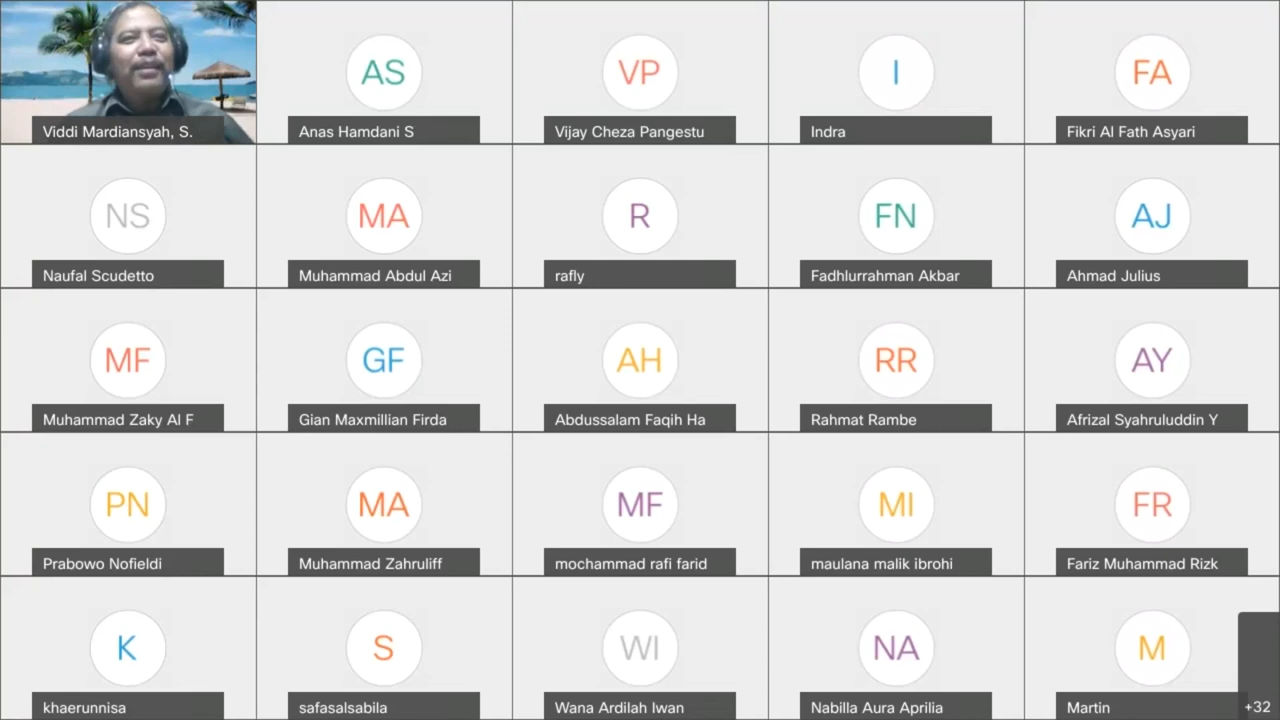 Viddi Mardiansyah, S.
AS
Anas Hamdani S
VP
Vijay Cheza Pangestu
I
Indra
FA
Fikri Al Fath Asyari
NS
Naufal Scudetto
MA
Muhammad Abdul Azi
R
rafly
FN
Fadhlurrahman Akbar
AJ
Ahmad Julius
MF
Muhammad Zaky Al F
GF
Gian Maxmillian Firda
AH
Abdussalam Faqih Ha
RR
Rahmat Rambe
AY
Afrizal Syahruluddin Y
PN
Prabowo Nofieldi
MA
Muhammad Zahruliff
MF
mochammad rafi farid
MI
maulana malik ibrohi
FR
Fariz Muhammad Rizk
K
khaerunnisa
S
safasalsabila
WI
Wana Ardilah Iwan
NA
Nabilla Aura Aprilia
M
Martin
+32